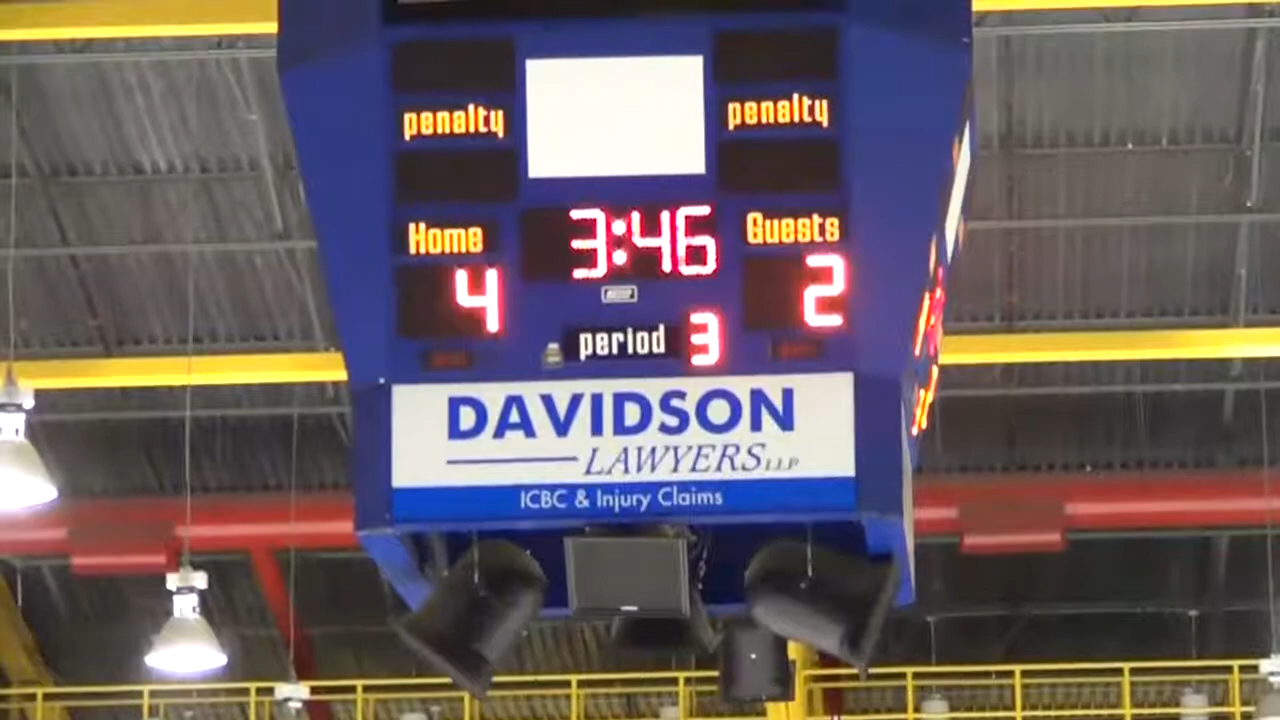 penalty penalty
Home 3:46 Guests
4 2
period 3
DAVIDSON
LAWYERS LLP
ICBC & Injury Claims